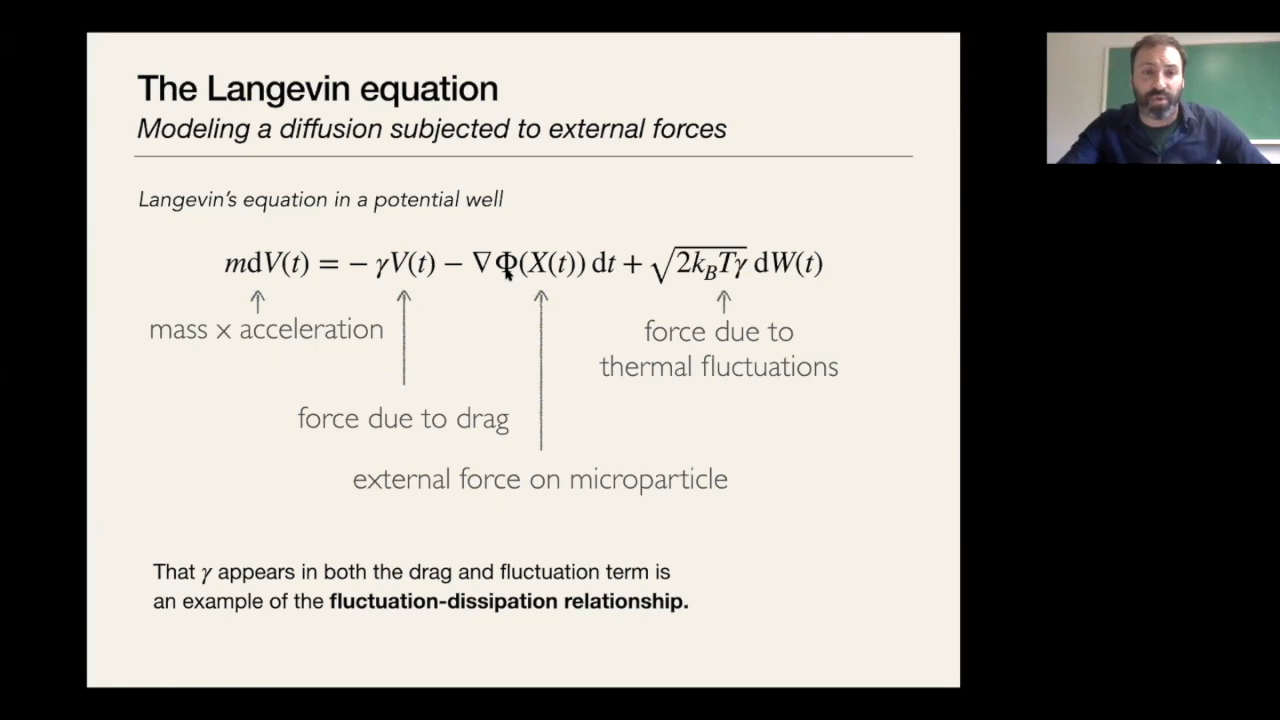 The Langevin equation
Modeling a diffusion subjected to external forces
Langevin's equation in a potential well
mdV(t) = − γV(t) − ∇Φ(X(t)) dt + √2k_BTγ dW(t)
mass x acceleration
force due to
thermal fluctuations
force due to drag
external force on microparticle
That γ appears in both the drag and fluctuation term is
an example of the fluctuation-dissipation relationship.